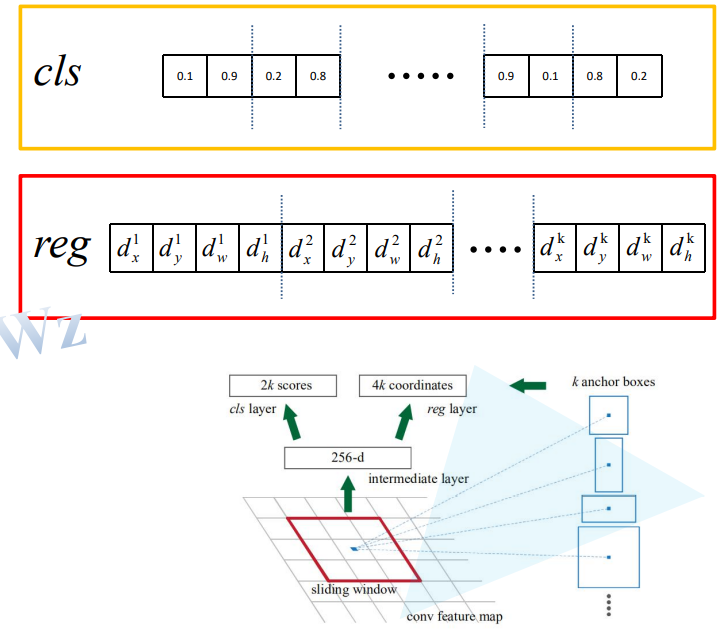 cls 0.1 0.9 0.2 0.8 ····· 0.9 0.1 0.8 0.2
reg d_x^1 d_y^1 d_w^1 d_h^1 d_x^2 d_y^2 d_w^2 d_h^2 ···· d_x^k d_y^k d_w^k d_h^k
Wz
2k scores 4k coordinates k anchor boxes
cls layer reg layer
256-d
intermediate layer
sliding window
conv feature map